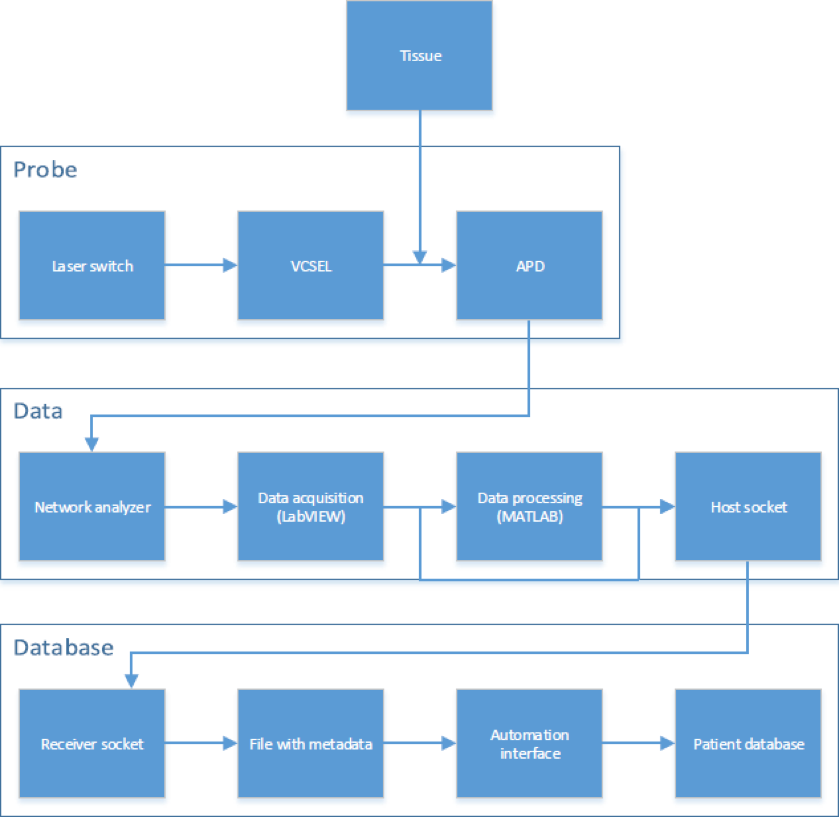 Tissue
Probe
Laser switch
VCSEL
APD
Data
Network analyzer
Data acquisition
(LabVIEW)
Data processing
(MATLAB)
Host socket
Database
Receiver socket
File with metadata
Automation
interface
Patient database